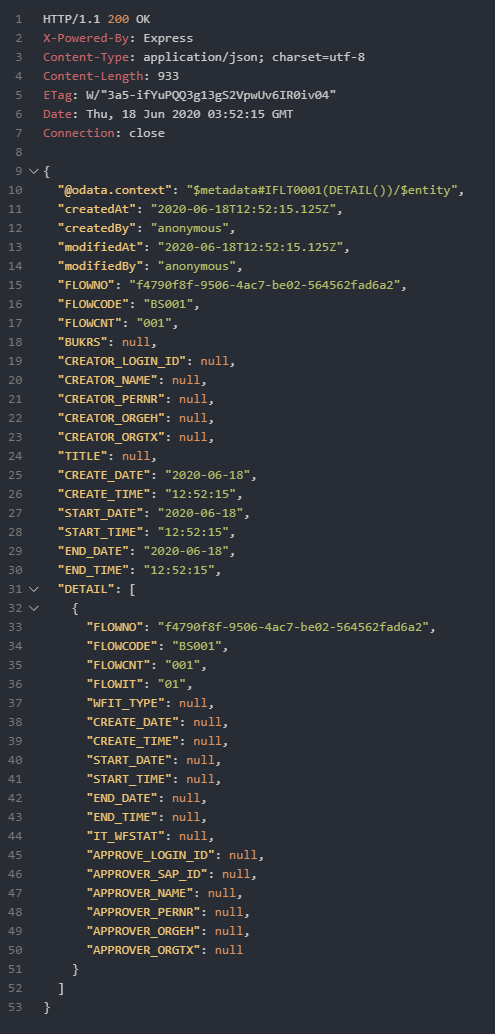 1 HTTP/1.1 200 OK
2 X-Powered-By: Express
3 Content-Type: application/json; charset=utf-8
4 Content-Length: 933
5 ETag: W/"3a5-ifYuPQQ3g13gS2VpwUv6IR0iv04"
6 Date: Thu, 18 Jun 2020 03:52:15 GMT
7 Connection: close
8
9 {
10 "@odata.context": "$metadata#IFLT0001(DETAIL())/$entity",
11 "createdAt": "2020-06-18T12:52:15.125Z",
12 "createdBy": "anonymous",
13 "modifiedAt": "2020-06-18T12:52:15.125Z",
14 "modifiedBy": "anonymous",
15 "FLOWNO": "f4790f8f-9506-4ac7-be02-564562fad6a2",
16 "FLOWCODE": "BS001",
17 "FLOWCNT": "001",
18 "BUKRS": null,
19 "CREATOR_LOGIN_ID": null,
20 "CREATOR_NAME": null,
21 "CREATOR_PERNR": null,
22 "CREATOR_ORGEH": null,
23 "CREATOR_ORGTX": null,
24 "TITLE": null,
25 "CREATE_DATE": "2020-06-18",
26 "CREATE_TIME": "12:52:15",
27 "START_DATE": "2020-06-18",
28 "START_TIME": "12:52:15",
29 "END_DATE": "2020-06-18",
30 "END_TIME": "12:52:15",
31 "DETAIL": [
32 {
33 "FLOWNO": "f4790f8f-9506-4ac7-be02-564562fad6a2",
34 "FLOWCODE": "BS001",
35 "FLOWCNT": "001",
36 "FLOWIT": "01",
37 "WFIT_TYPE": null,
38 "CREATE_DATE": null,
39 "CREATE_TIME": null,
40 "START_DATE": null,
41 "START_TIME": null,
42 "END_DATE": null,
43 "END_TIME": null,
44 "IT_WFSTAT": null,
45 "APPROVE_LOGIN_ID": null,
46 "APPROVER_SAP_ID": null,
47 "APPROVER_NAME": null,
48 "APPROVER_PERNR": null,
49 "APPROVER_ORGEH": null,
50 "APPROVER_ORGTX": null
51 }
52 ]
53 }